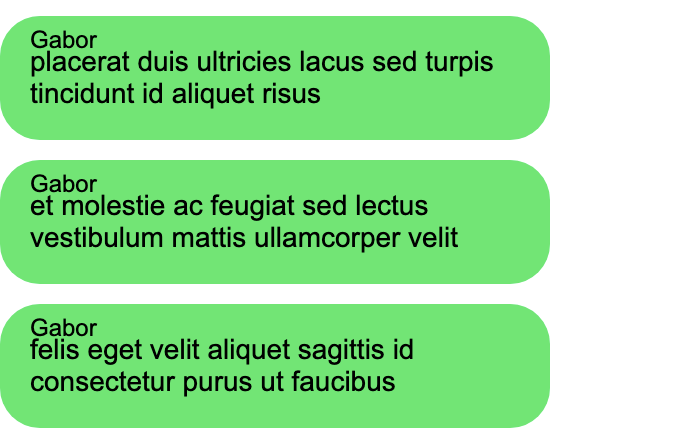 Gabor
placerat duis ultricies lacus sed turpis
tincidunt id aliquet risus
Gabor
et molestie ac feugiat sed lectus
vestibulum mattis ullamcorper velit
Gabor
felis eget velit aliquet sagittis id
consectetur purus ut faucibus